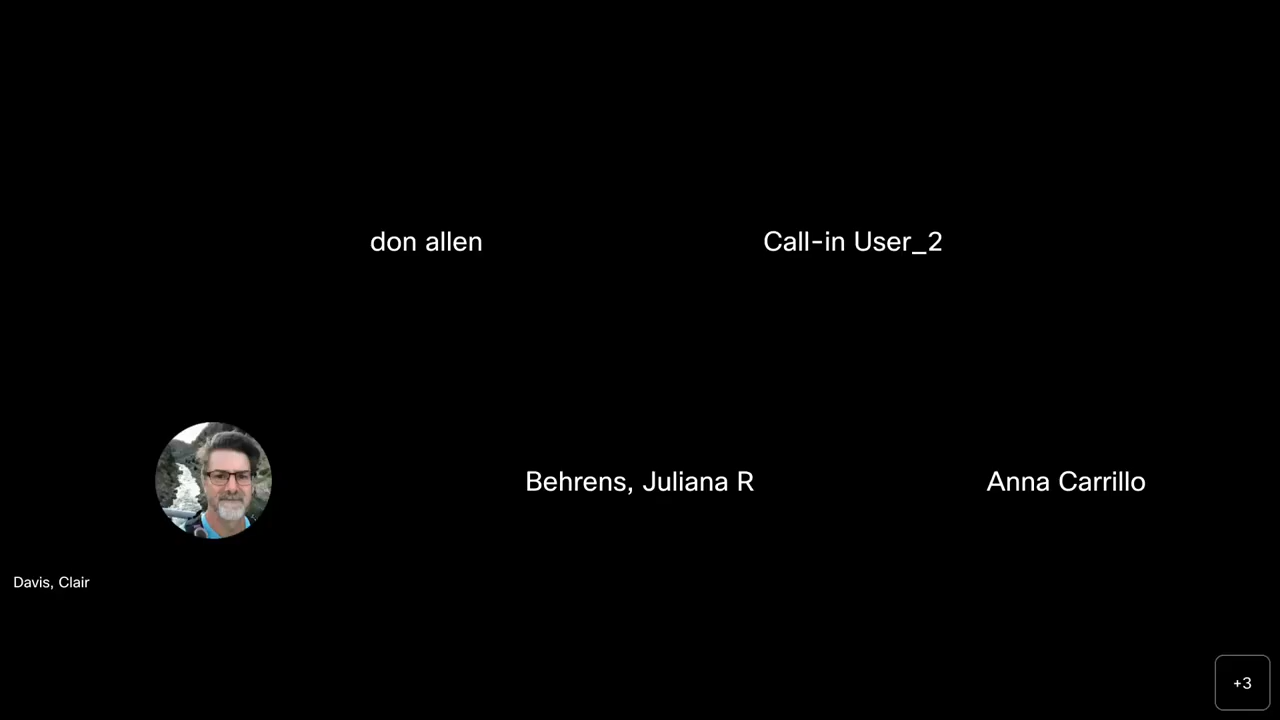 don allen
Call-in User_2
Behrens, Juliana R
Anna Carrillo
Davis, Clair
+3